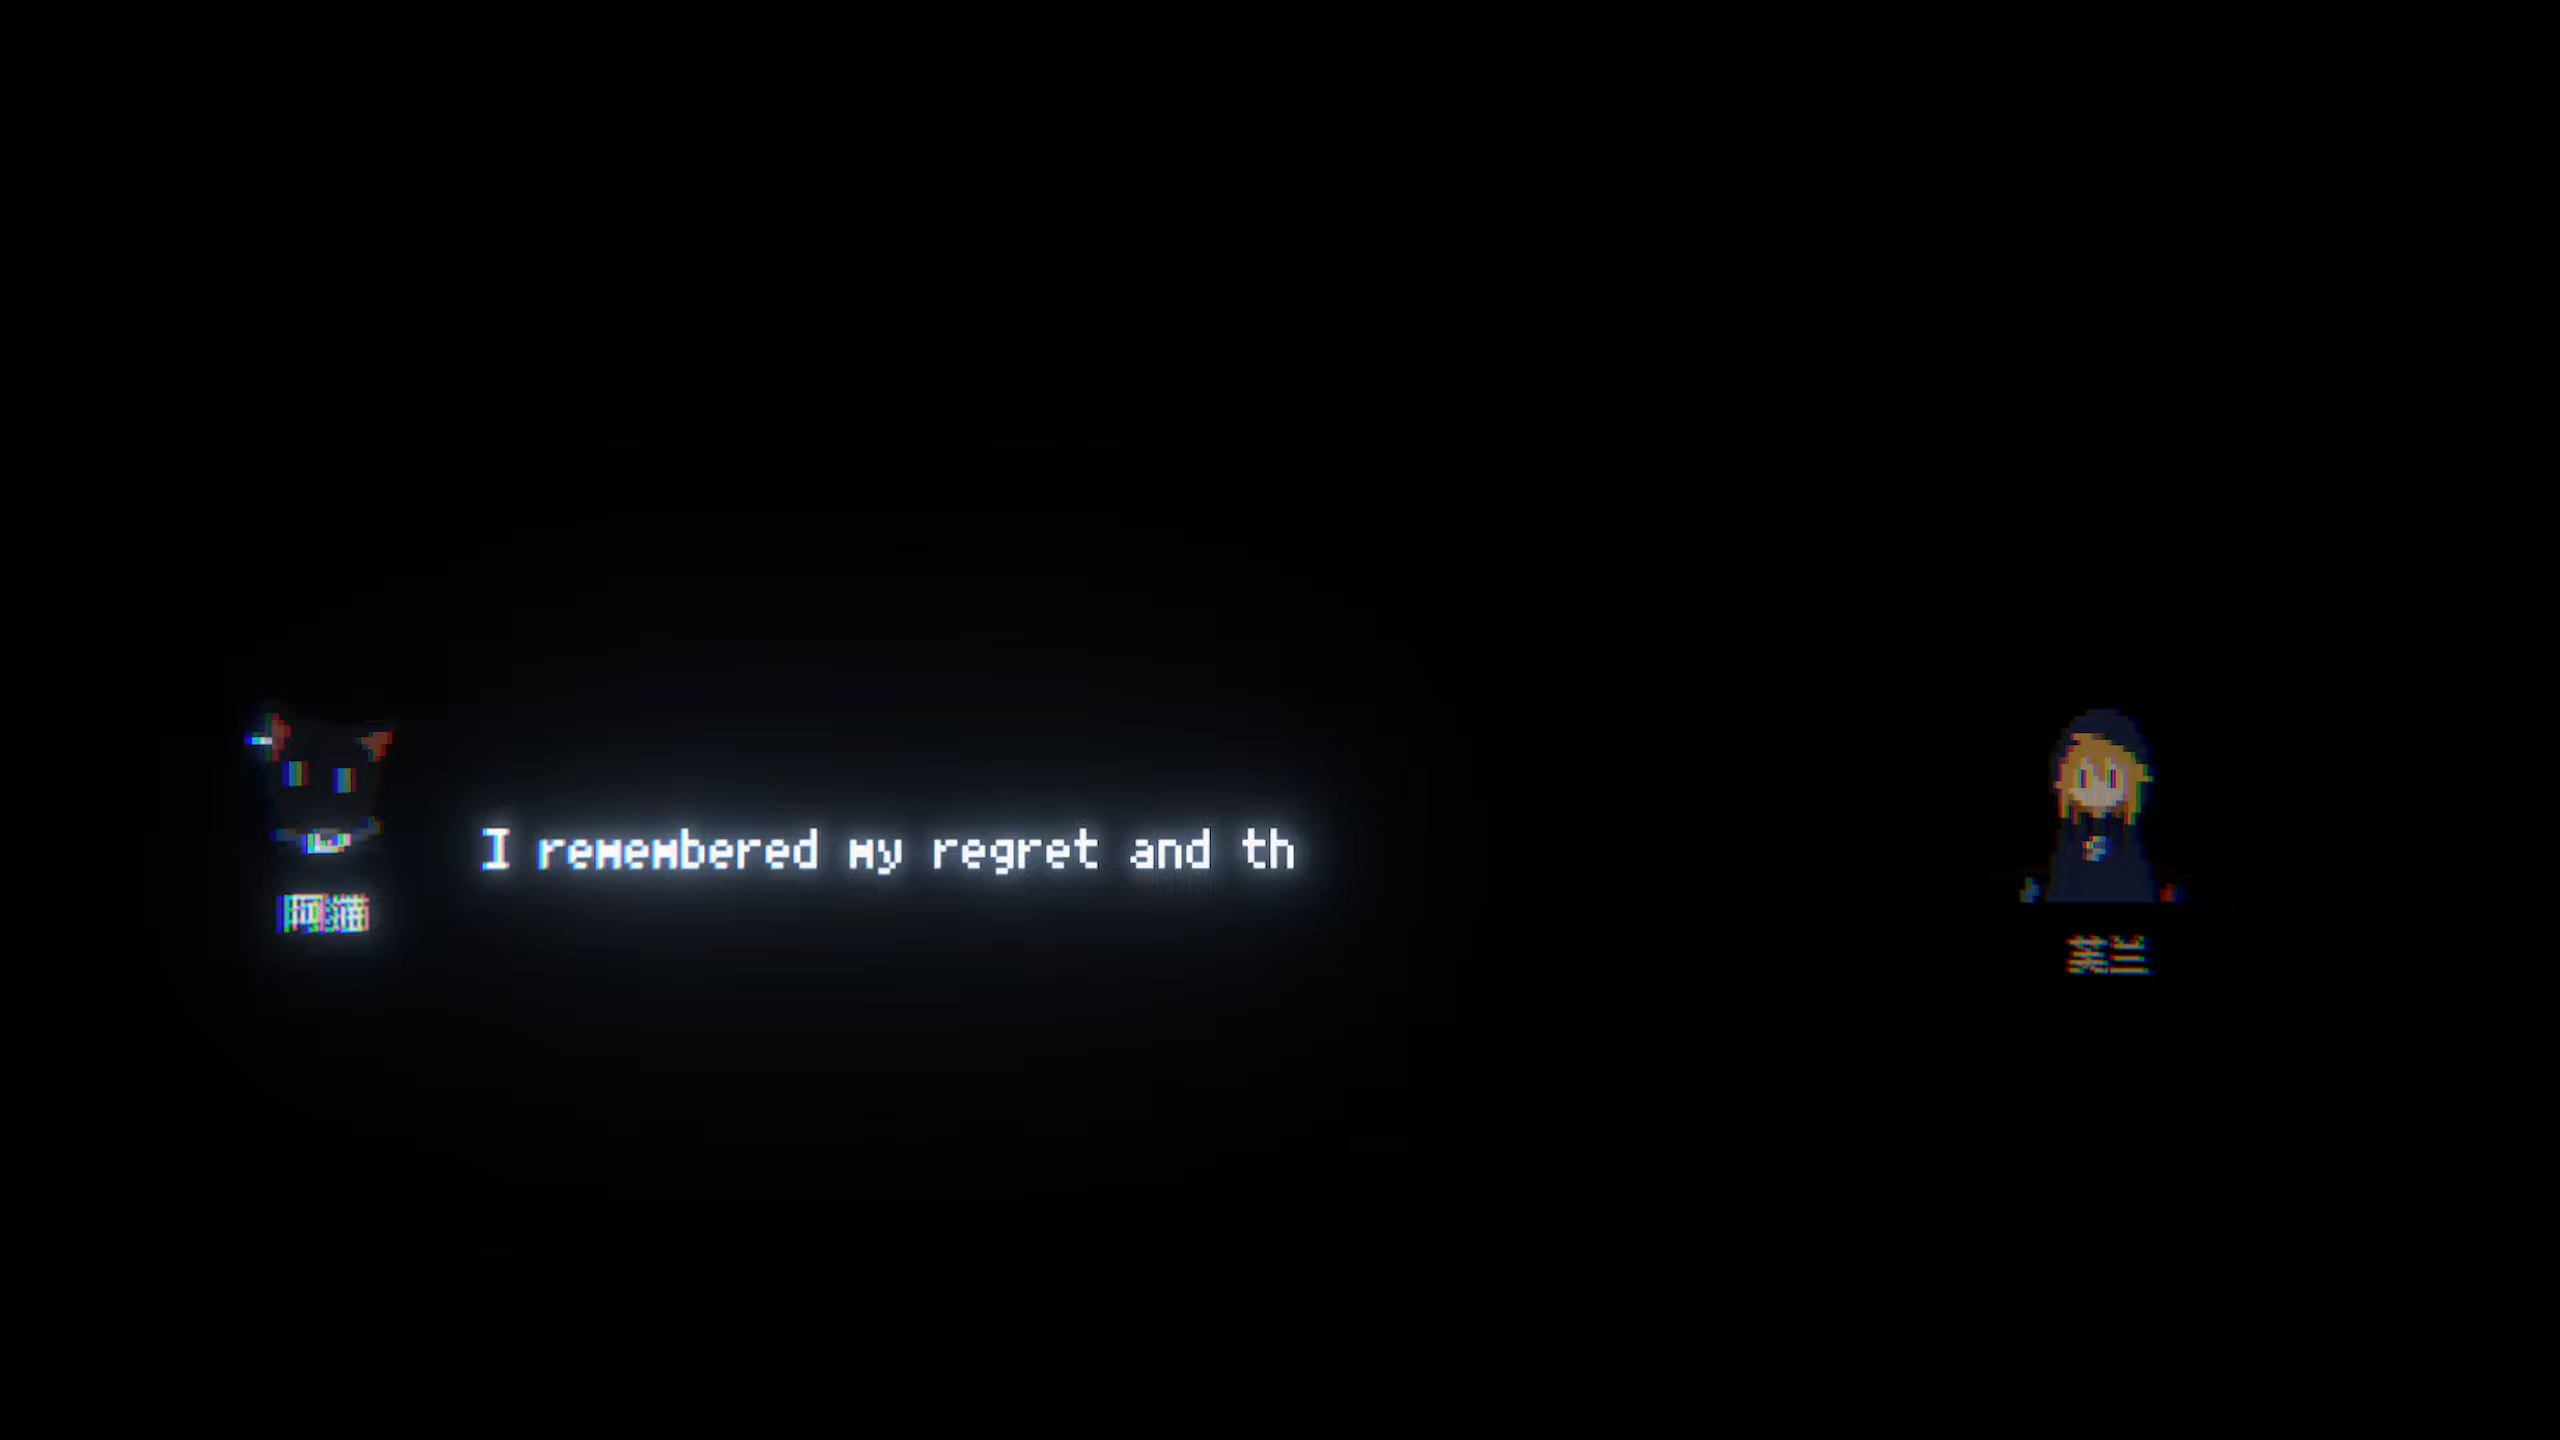 I remembered my regret and th
阿猫
芙兰